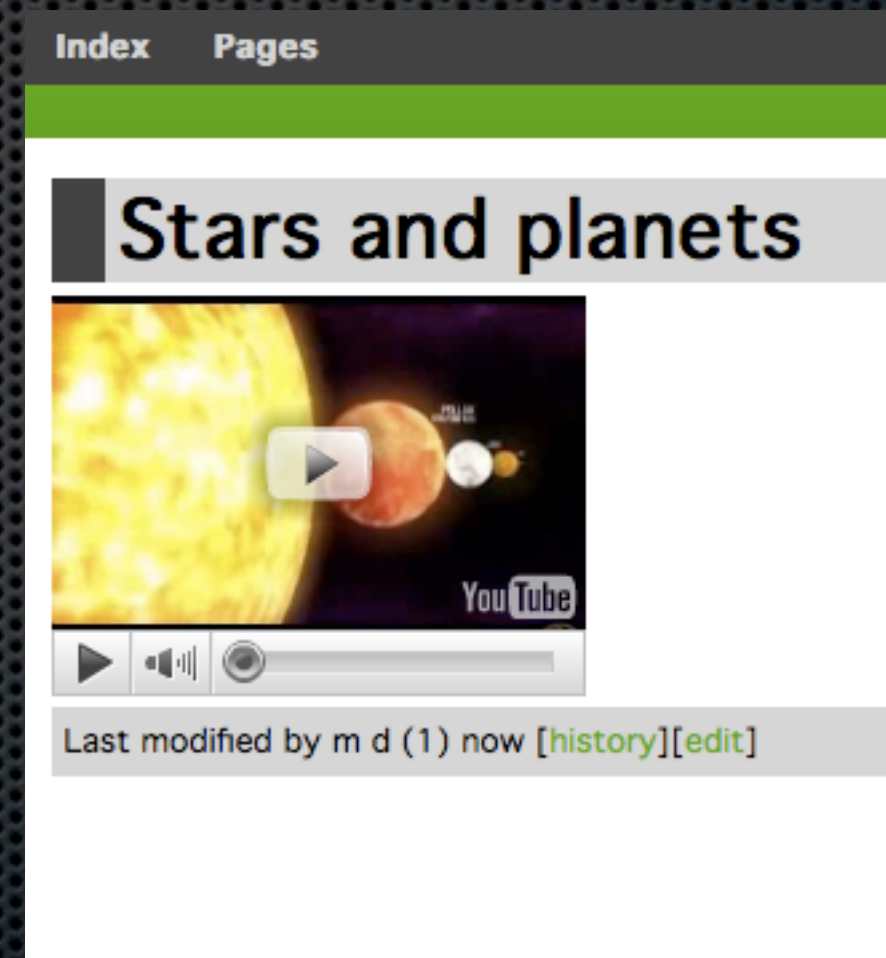 Index Pages
Stars and planets
YouTube
Last modified by m d (1) now [history][edit]